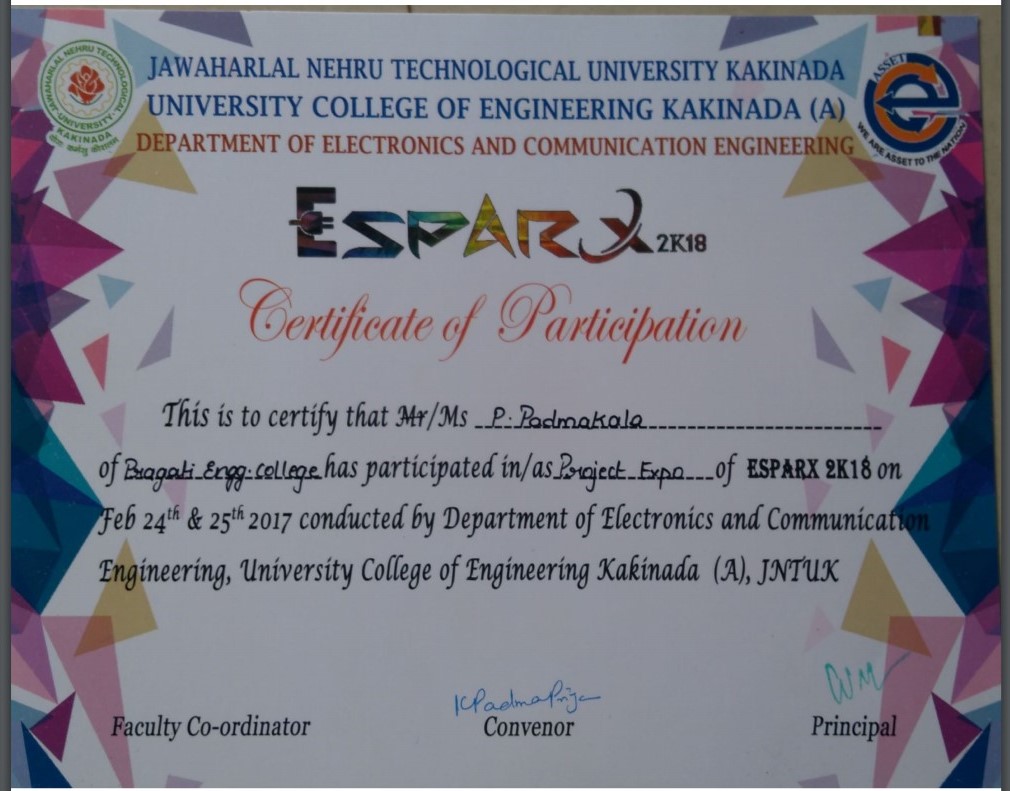 JAWAHARLAL NEHRU TECHNOLOGICAL UNIVERSITY KAKINADA
UNIVERSITY COLLEGE OF ENGINEERING KAKINADA (A)
DEPARTMENT OF ELECTRONICS AND COMMUNICATION ENGINEERING
JAWAHARLAL NEHRU TECHNOLOGICAL UNIVERSITY
KAKINADA
ASSET
WE ARE ASSET TO THE NATION
ESPARX 2K18
Certificate of Participation
This is to certify that Mr/Ms P. Padmakala
of Pragati Engg. college has participated in/as Project Expo of ESPARX 2K18 on
Feb 24th & 25th 2017 conducted by Department of Electronics and Communication
Engineering, University College of Engineering Kakinada (A), JNTUK
KPadmaPriya
Faculty Co-ordinator Convenor Principal